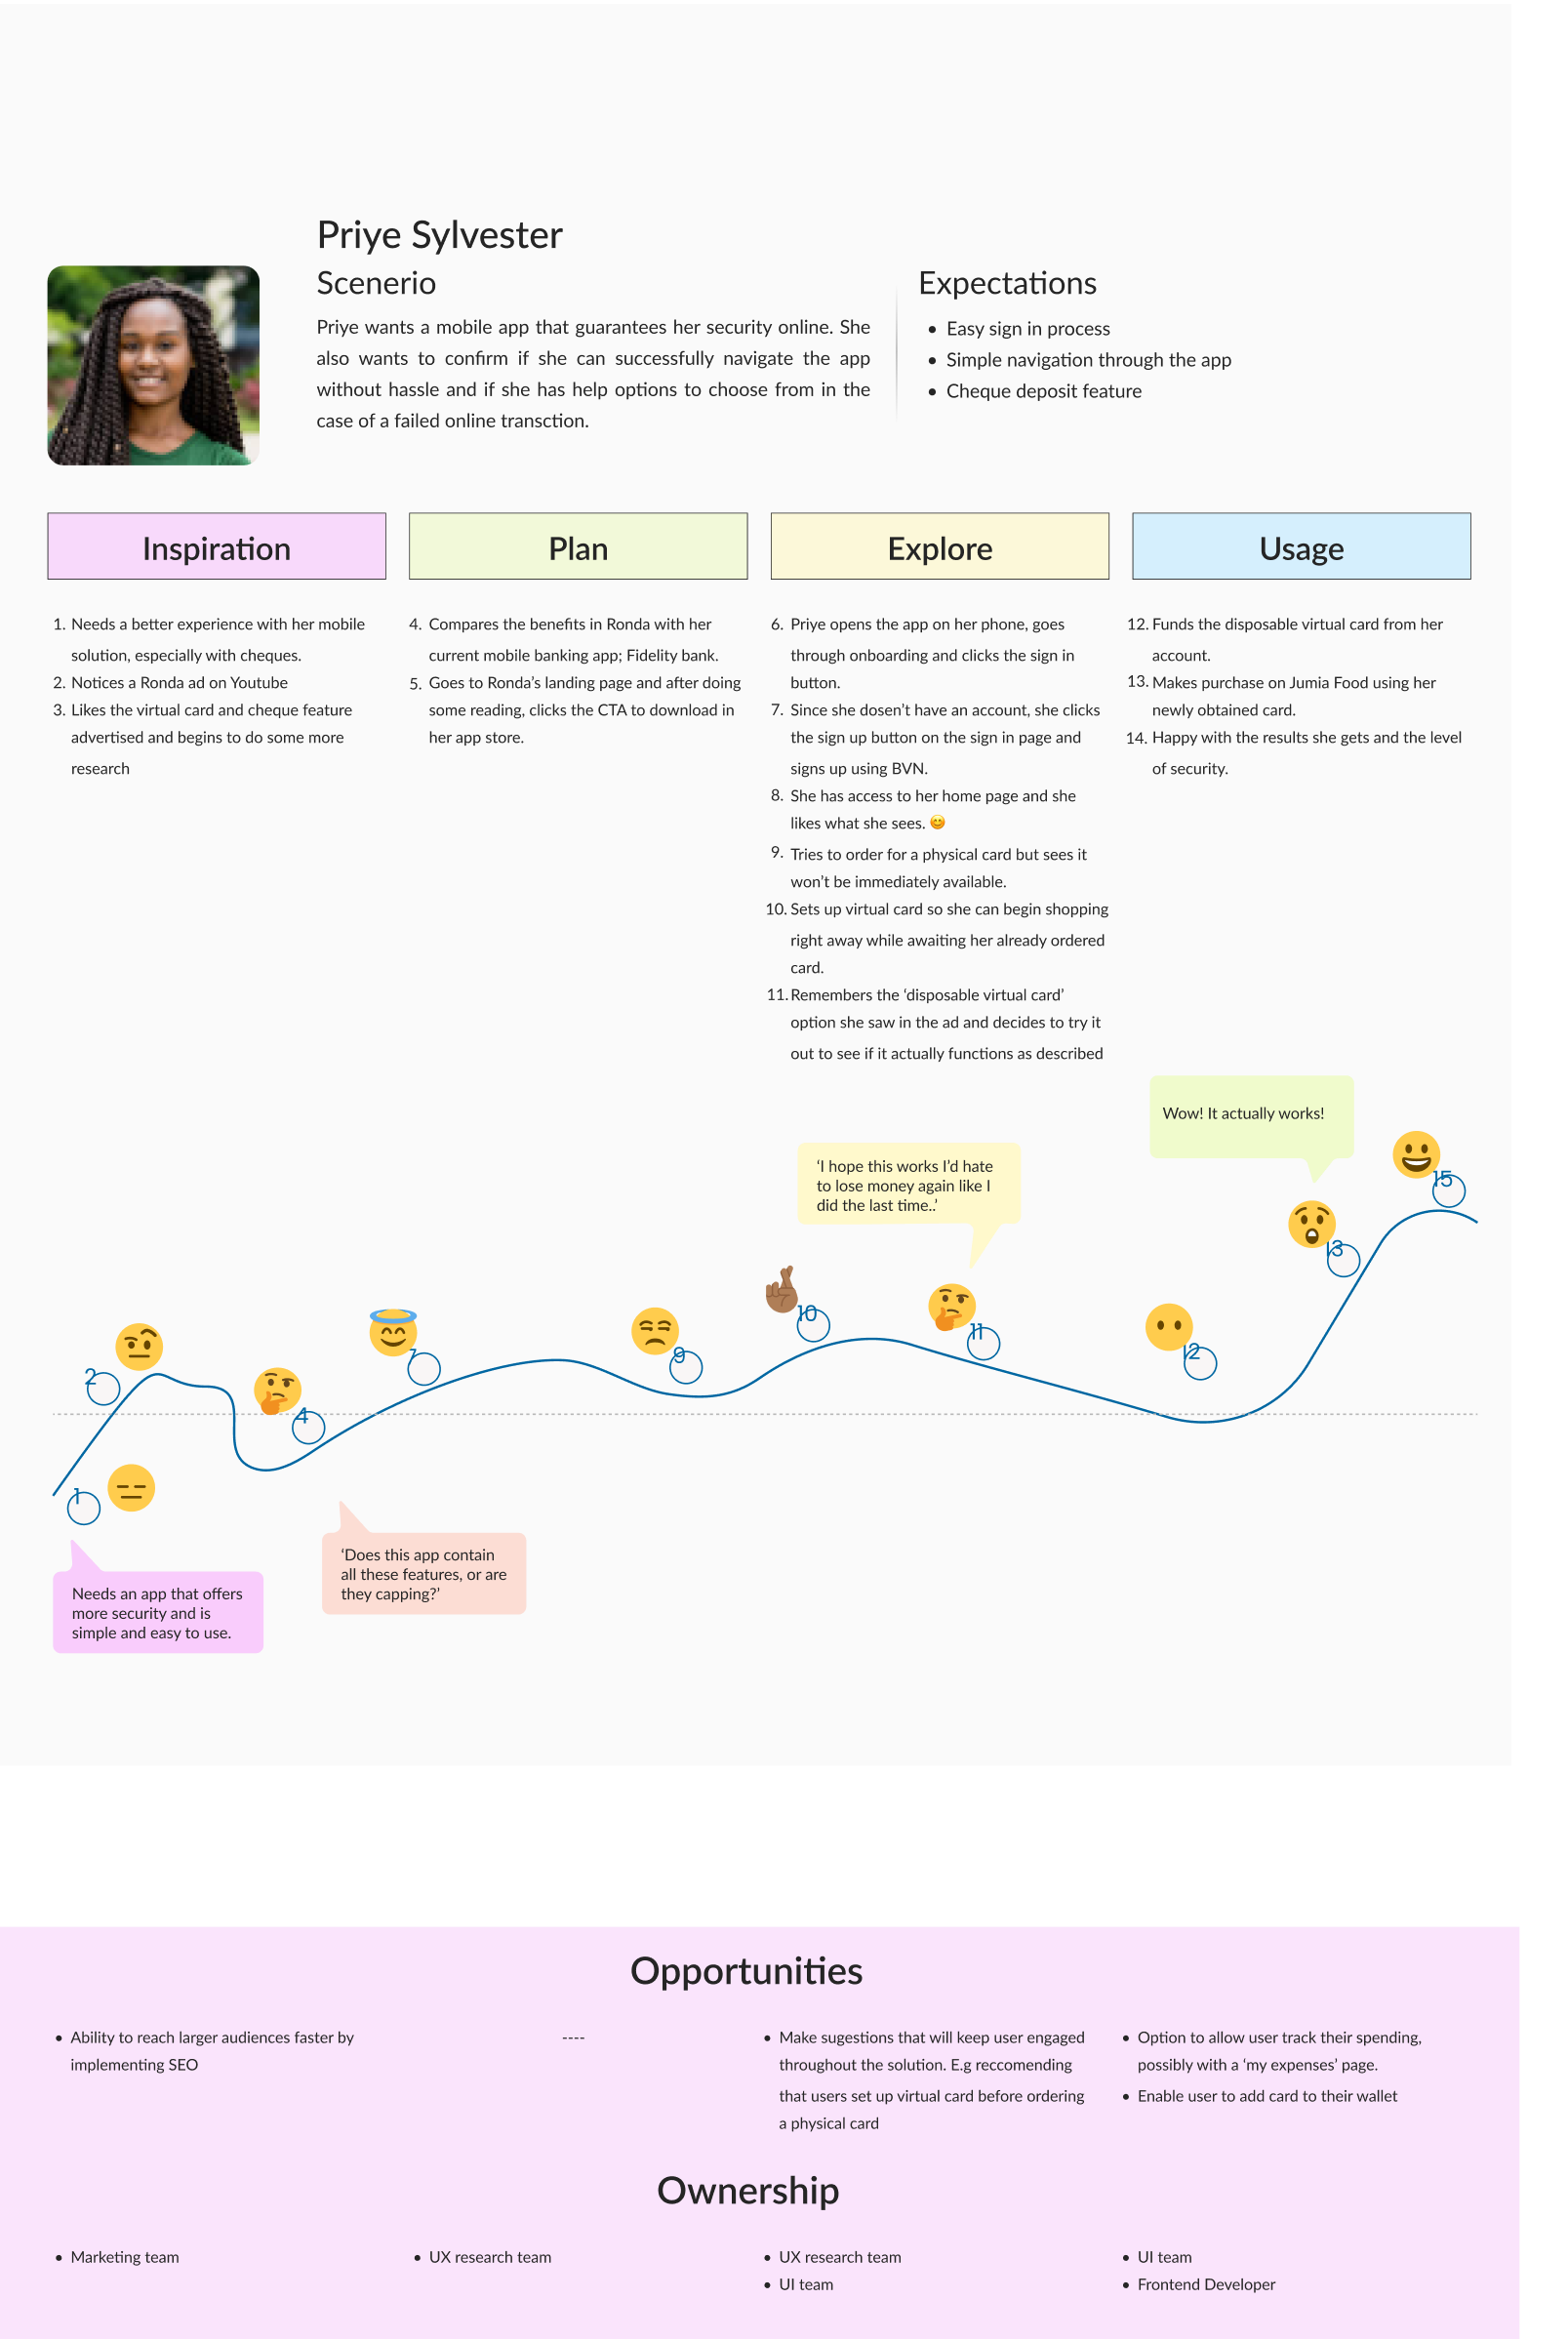 Priye Sylvester
Scenerio
Priye wants a mobile app that guarantees her security online. She
also wants to confirm if she can successfully navigate the app
without hassle and if she has help options to choose from in the
case of a failed online transction.
Expectations
• Easy sign in process
• Simple navigation through the app
• Cheque deposit feature
Inspiration
1. Needs a better experience with her mobile
solution, especially with cheques.
2. Notices a Ronda ad on Youtube
3. Likes the virtual card and cheque feature
advertised and begins to do some more
research
Plan
4. Compares the benefits in Ronda with her
current mobile banking app; Fidelity bank.
5. Goes to Ronda’s landing page and after doing
some reading, clicks the CTA to download in
her app store.
Explore
6. Priye opens the app on her phone, goes
through onboarding and clicks the sign in
button.
7. Since she dosen’t have an account, she clicks
the sign up button on the sign in page and
signs up using BVN.
8. She has access to her home page and she
likes what she sees. 😊
9. Tries to order for a physical card but sees it
won’t be immediately available.
10. Sets up virtual card so she can begin shopping
right away while awaiting her already ordered
card.
11. Remembers the ‘disposable virtual card’
option she saw in the ad and decides to try it
out to see if it actually functions as described
Usage
12. Funds the disposable virtual card from her
account.
13. Makes purchase on Jumia Food using her
newly obtained card.
14. Happy with the results she gets and the level
of security.
Wow! It actually works!
‘I hope this works I’d hate
to lose money again like I
did the last time..’
15
13
10
11
12
7
9
2
4
1
‘Does this app contain
all these features, or are
they capping?’
Needs an app that offers
more security and is
simple and easy to use.
Opportunities
• Ability to reach larger audiences faster by
implementing SEO
----
• Make sugestions that will keep user engaged
throughout the solution. E.g reccomending
that users set up virtual card before ordering
a physical card
• Option to allow user track their spending,
possibly with a ‘my expenses’ page.
• Enable user to add card to their wallet
Ownership
• Marketing team
• UX research team
• UX research team
• UI team
• UI team
• Frontend Developer